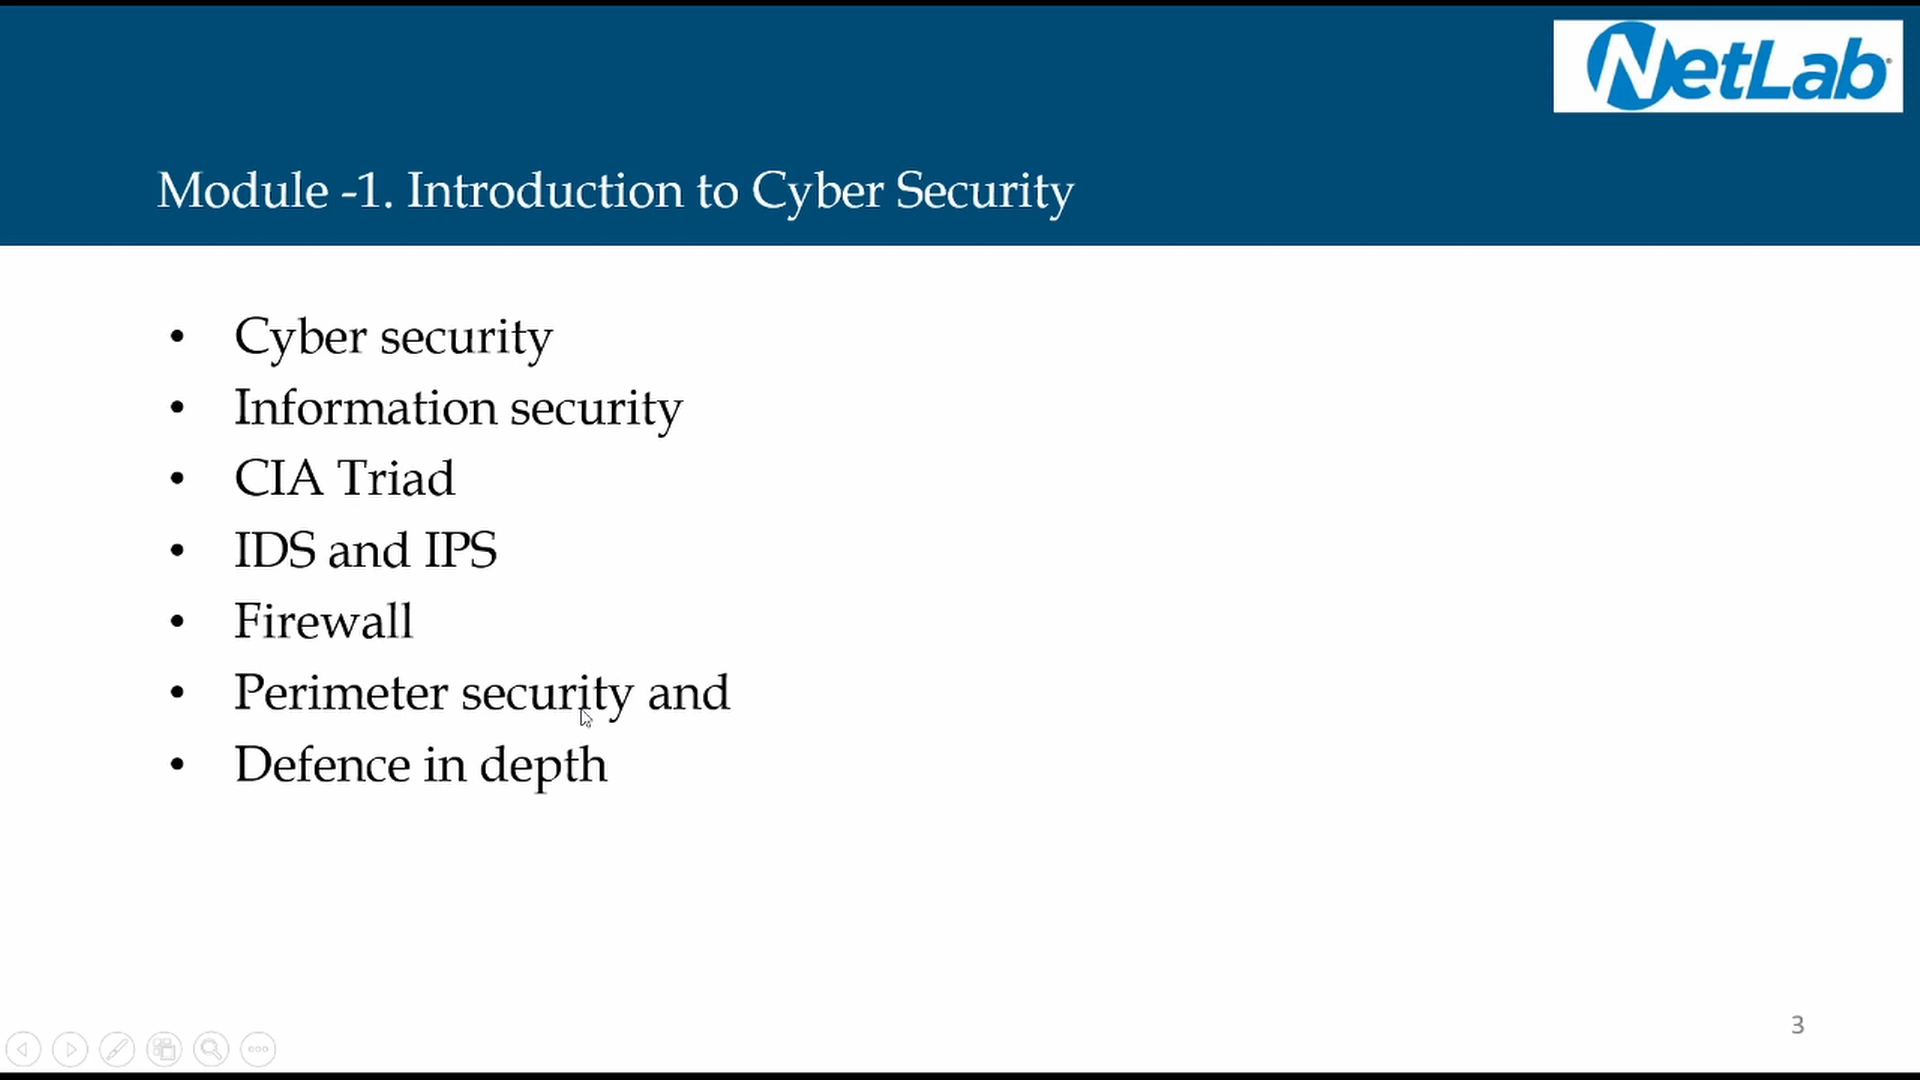 NetLab
Module -1. Introduction to Cyber Security
• Cyber security
• Information security
• CIA Triad
• IDS and IPS
• Firewall
• Perimeter security and
• Defence in depth
3